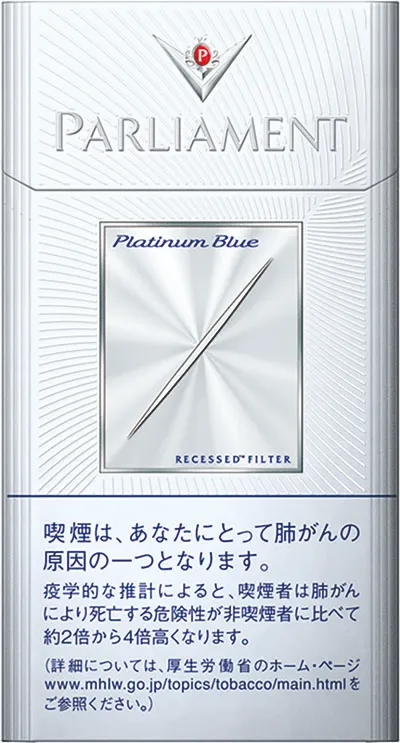 P
PARLIAMENT
Platinum Blue
RECESSED™ FILTER
喫煙は、あなたにとって肺がんの
原因の一つとなります。
疫学的な推計によると、喫煙者は肺がん
により死亡する危険性が非喫煙者に比べて
約2倍から4倍高くなります。
(詳細については、厚生労働省のホーム・ページ
www.mhlw.go.jp/topics/tobacco/main.htmlを
ご参照ください。)